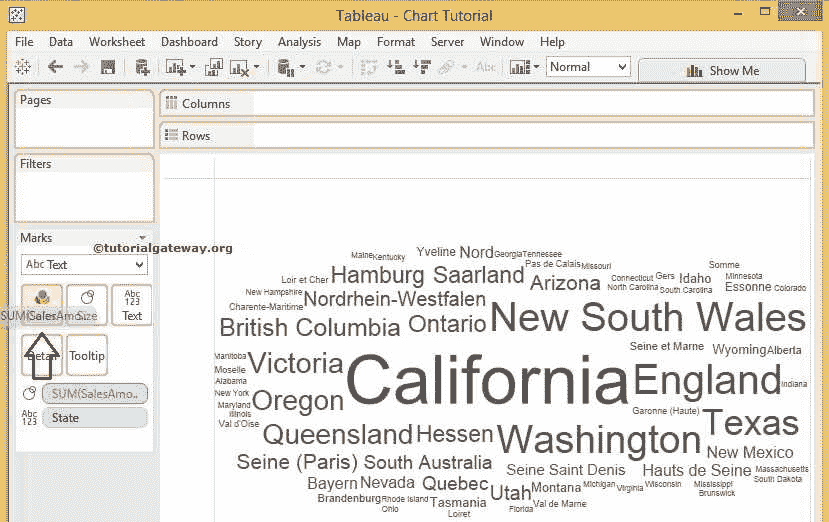 Tableau - Chart Tutorial
File Data Worksheet Dashboard Story Analysis Map Format Server Window Help
Abc Normal Show Me
Pages
Columns
Rows
Filters
Marks
©tutorialgateway.org
Abc Text
SUM(SalesAmo.. Size
Abc
123
Text
Detail Tooltip
SUM(SalesAmo..
Abc
123
State
Maine Kentucky Yveline Nord Georgia Tennessee
Pas de Calais Missouri Somme
Loir et Cher Hamburg Saarland Arizona Connecticut Gers Idaho Minnesota
New Hampshire Nordrhein-Westfalen North Carolina South Carolina Essonne Colorado
Charente-Maritime
British Columbia Ontario New South Wales
Manitoba Victoria California Seine et Marne Wyoming Alberta
Moselle
Alabama England Indiana
New York Oregon
Maryland
Illinois Garonne (Haute)
Val d'Oise Texas
Queensland Hessen Washington New Mexico
Seine (Paris) South Australia Seine Saint Denis Hauts de Seine Massachusetts
South Dakota
Bayern Nevada Quebec Utah Montana Michigan Virginia Wisconsin Mississippi
Brandenburg Rhode Island Tasmania Brunswick
Ohio Loiret Florida Val de Marne